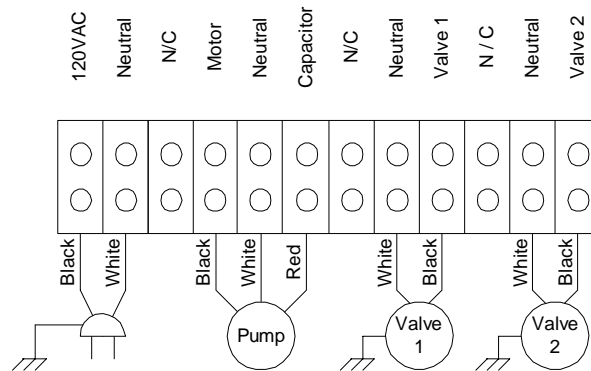 120VAC
Neutral
N/C
Motor
Neutral
Capacitor
N/C
Neutral
Valve 1
N / C
Neutral
Valve 2
Black
White
Black
White
Red
White
Black
White
Black
Pump
Valve
1
Valve
2